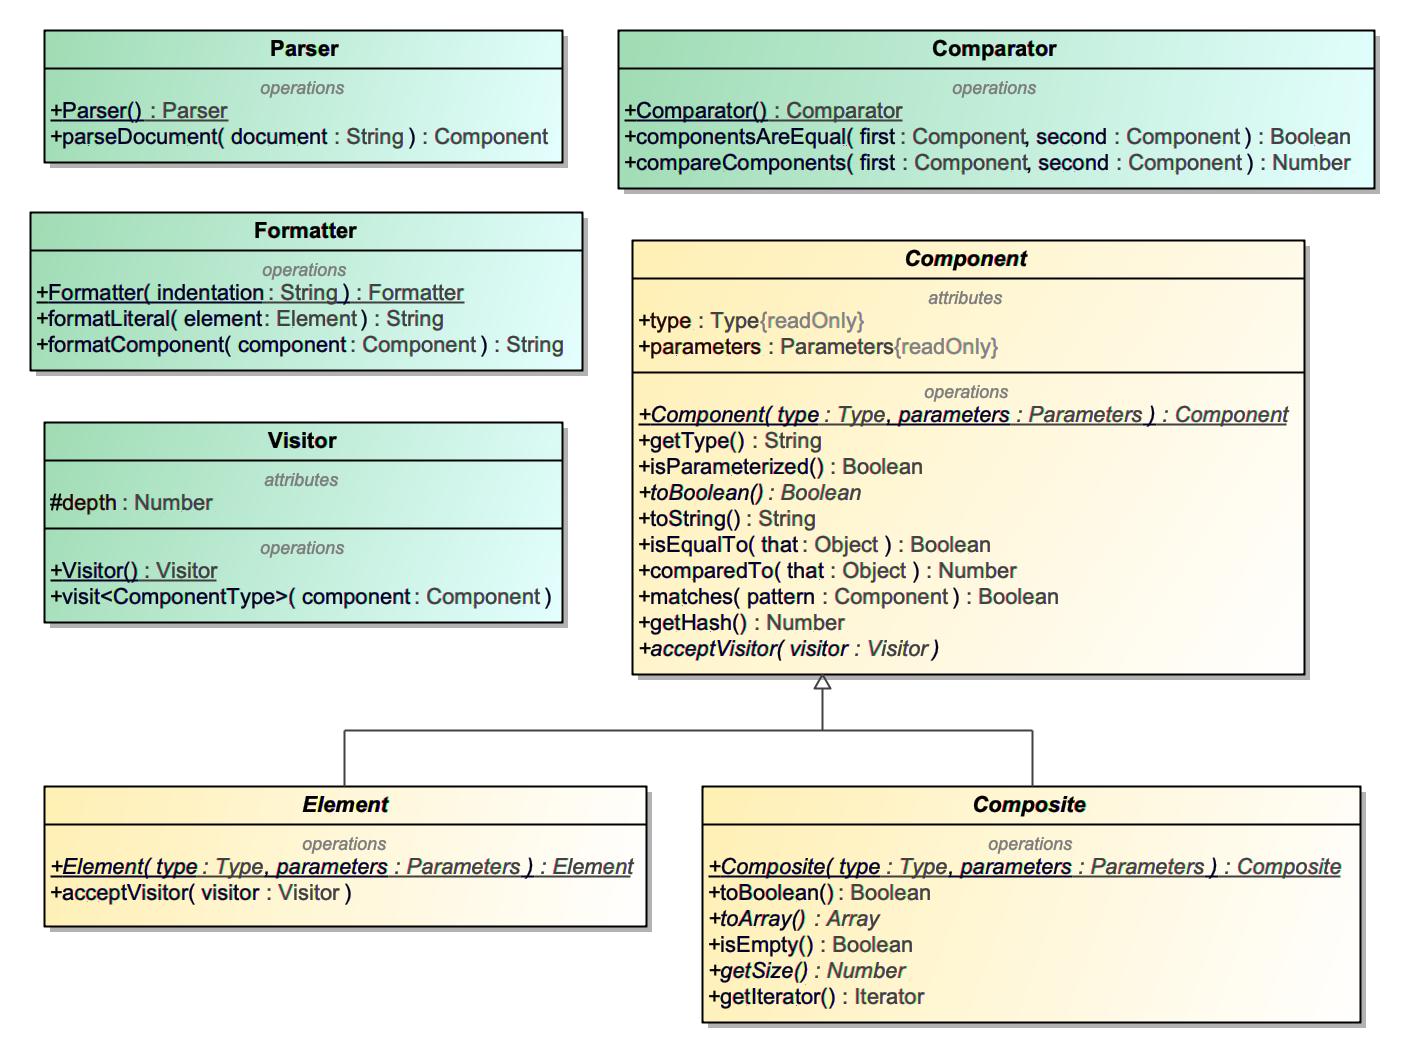 Parser
operations
+Parser() : Parser
+parseDocument( document : String ) : Component
Comparator
operations
+Comparator() : Comparator
+componentsAreEqual( first : Component, second : Component ) : Boolean
+compareComponents( first : Component, second : Component ) : Number
Formatter
operations
+Formatter( indentation : String ) : Formatter
+formatLiteral( element : Element ) : String
+formatComponent( component : Component ) : String
Component
attributes
+type : Type{readOnly}
+parameters : Parameters{readOnly}
operations
+Component( type : Type, parameters : Parameters ) : Component
+getType() : String
+isParameterized() : Boolean
+toBoolean() : Boolean
+toString() : String
+isEqualTo( that : Object ) : Boolean
+comparedTo( that : Object ) : Number
+matches( pattern : Component ) : Boolean
+getHash() : Number
+acceptVisitor( visitor : Visitor )
Visitor
attributes
#depth : Number
operations
+Visitor() : Visitor
+visit<ComponentType>( component : Component )
Element
operations
+Element( type : Type, parameters : Parameters ) : Element
+acceptVisitor( visitor : Visitor )
Composite
operations
+Composite( type : Type, parameters : Parameters ) : Composite
+toBoolean() : Boolean
+toArray() : Array
+isEmpty() : Boolean
+getSize() : Number
+getIterator() : Iterator